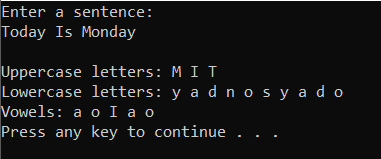 Enter a sentence:
Today Is Monday
Uppercase letters: M I T
Lowercase letters: y a d n o s y a d o
Vowels: a o I a o
Press any key to continue . . .